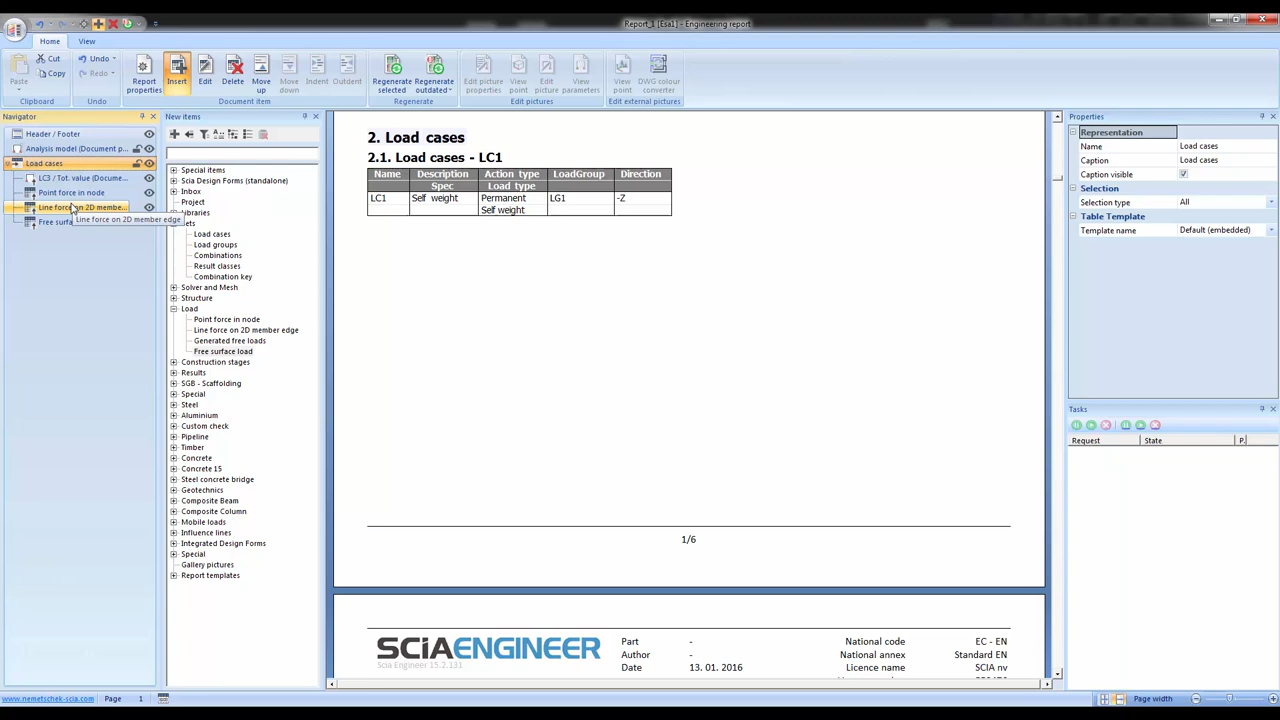 Report_1 [Esa1] - Engineering report
Home View
Paste
Cut
Copy
Undo
Redo
Report properties
Insert
Edit
Delete
Move up
Move down
Indent
Outdent
Regenerate selected
Regenerate outdated
Edit picture properties
View point
Edit picture
View parameters
View point
DWG colour converter
Clipboard Undo Document item Regenerate Edit pictures Edit external pictures
Navigator
Header / Footer
Analysis model (Document p...
Load cases
LC3 / Tot. value (Docume...
Point force in node
Line force on 2D membe...
Line force on 2D member edge
Free surfa
New items
Special items
Scia Design Forms (standalone)
Inbox
Project
Libraries
Sets
Load cases
Load groups
Combinations
Result classes
Combination key
Solver and Mesh
Structure
Load
Point force in node
Line force on 2D member edge
Generated free loads
Free surface load
Construction stages
Results
SGB - Scaffolding
Special
Steel
Aluminium
Custom check
Pipeline
Timber
Concrete
Concrete 15
Steel concrete bridge
Geotechnics
Composite Beam
Composite Column
Mobile loads
Influence lines
Integrated Design Forms
Special
Gallery pictures
Report templates
2. Load cases
2.1. Load cases - LC1
Name Description Action type LoadGroup Direction
Spec Load type
LC1 Self weight Permanent LG1 -Z
Self weight
1/6
SCIAENGINEER
Scia Engineer 15.2.131
Part -
Author -
Date 13. 01. 2016
National code EC - EN
National annex Standard EN
Licence name SCIA nv
Properties
Representation
Name Load cases
Caption Load cases
Caption visible
Selection
Selection type All
Table Template
Template name Default (embedded)
Tasks
Request State P.
www.nemetschek-scia.com Page 1 Page width